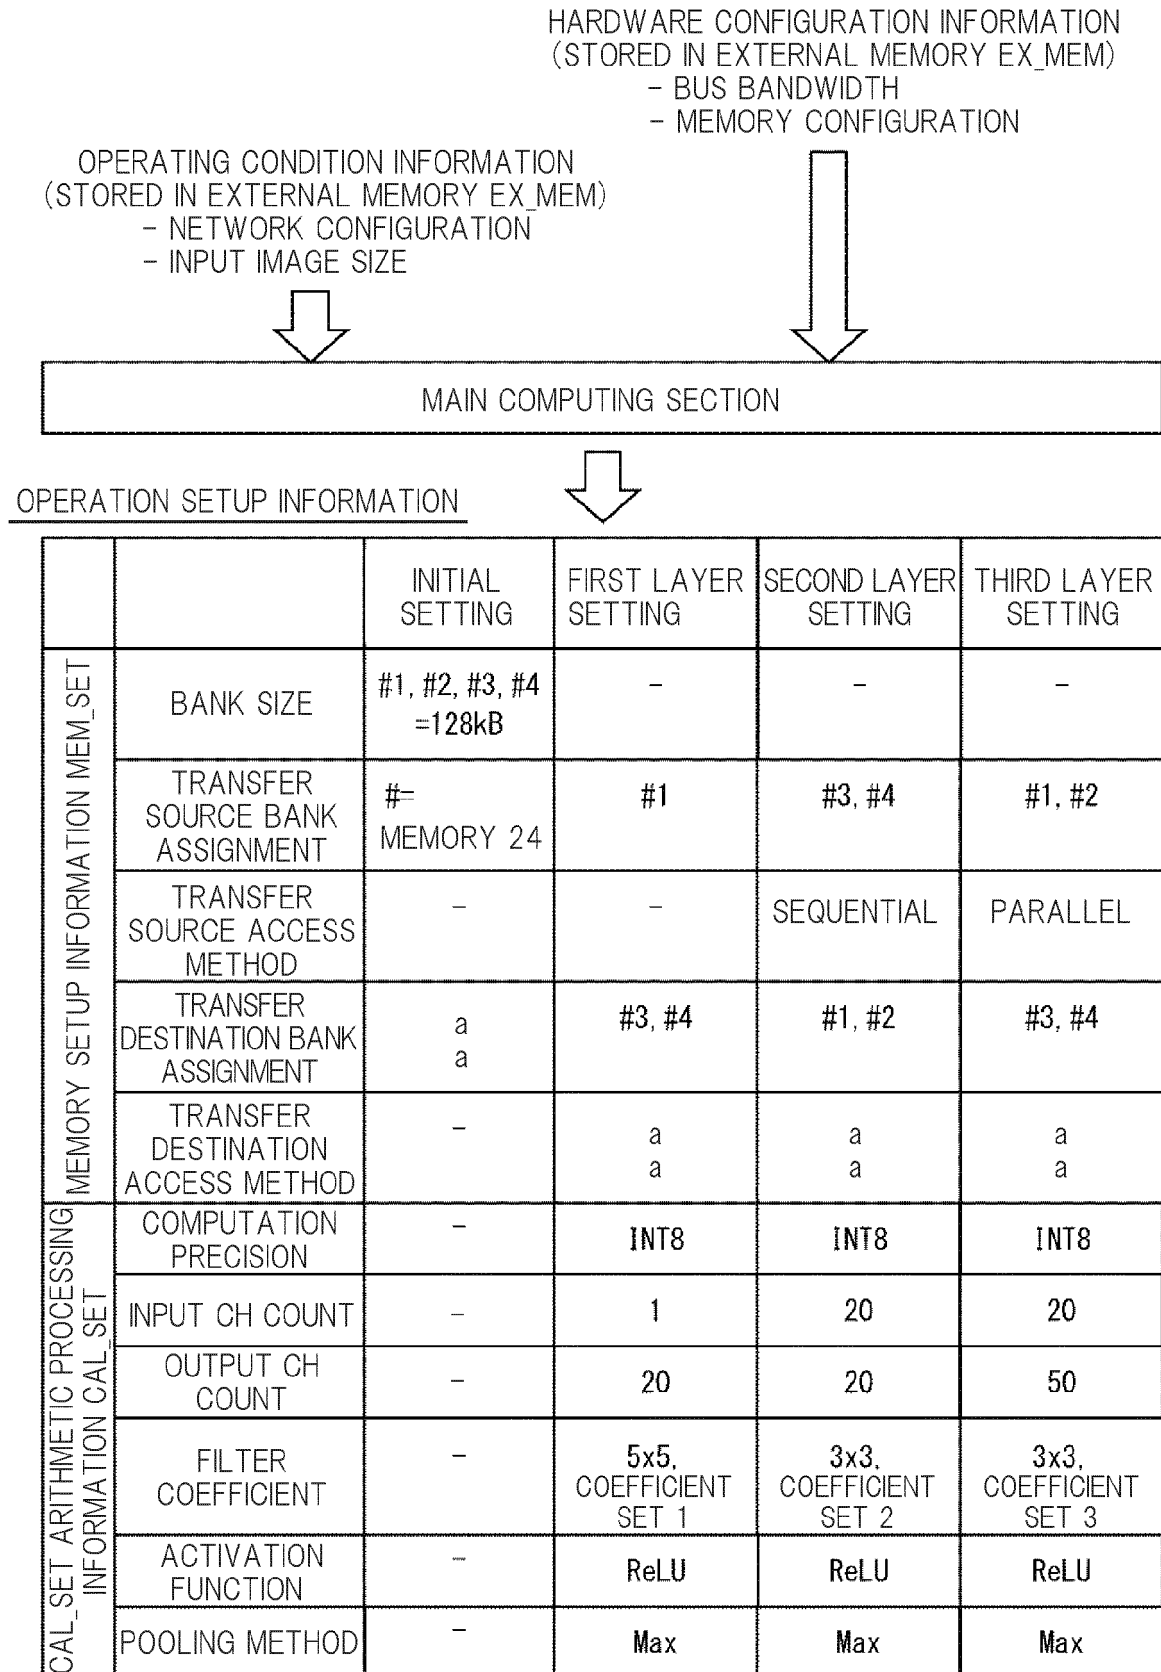 HARDWARE CONFIGURATION INFORMATION
(STORED IN EXTERNAL MEMORY EX_MEM)
- BUS BANDWIDTH
- MEMORY CONFIGURATION
OPERATING CONDITION INFORMATION
(STORED IN EXTERNAL MEMORY EX_MEM)
- NETWORK CONFIGURATION
- INPUT IMAGE SIZE
MAIN COMPUTING SECTION
OPERATION SETUP INFORMATION
INITIAL
SETTING
FIRST LAYER
SETTING
SECOND LAYER
SETTING
THIRD LAYER
SETTING
MEMORY SETUP INFORMATION MEM_SET
BANK SIZE
#1, #2, #3, #4
=128kB
-
-
-
TRANSFER
SOURCE BANK
ASSIGNMENT
#=
MEMORY 24
#1
#3, #4
#1, #2
TRANSFER
SOURCE ACCESS
METHOD
-
-
SEQUENTIAL
PARALLEL
TRANSFER
DESTINATION BANK
ASSIGNMENT
a
a
#3, #4
#1, #2
#3, #4
TRANSFER
DESTINATION
ACCESS METHOD
-
a
a
a
a
a
a
CAL_SET ARITHMETIC PROCESSING
INFORMATION CAL_SET
COMPUTATION
PRECISION
-
INT8
INT8
INT8
INPUT CH COUNT
-
1
20
20
OUTPUT CH
COUNT
-
20
20
50
FILTER
COEFFICIENT
-
5x5,
COEFFICIENT
SET 1
3x3,
COEFFICIENT
SET 2
3x3,
COEFFICIENT
SET 3
ACTIVATION
FUNCTION
-
ReLU
ReLU
ReLU
POOLING METHOD
-
Max
Max
Max